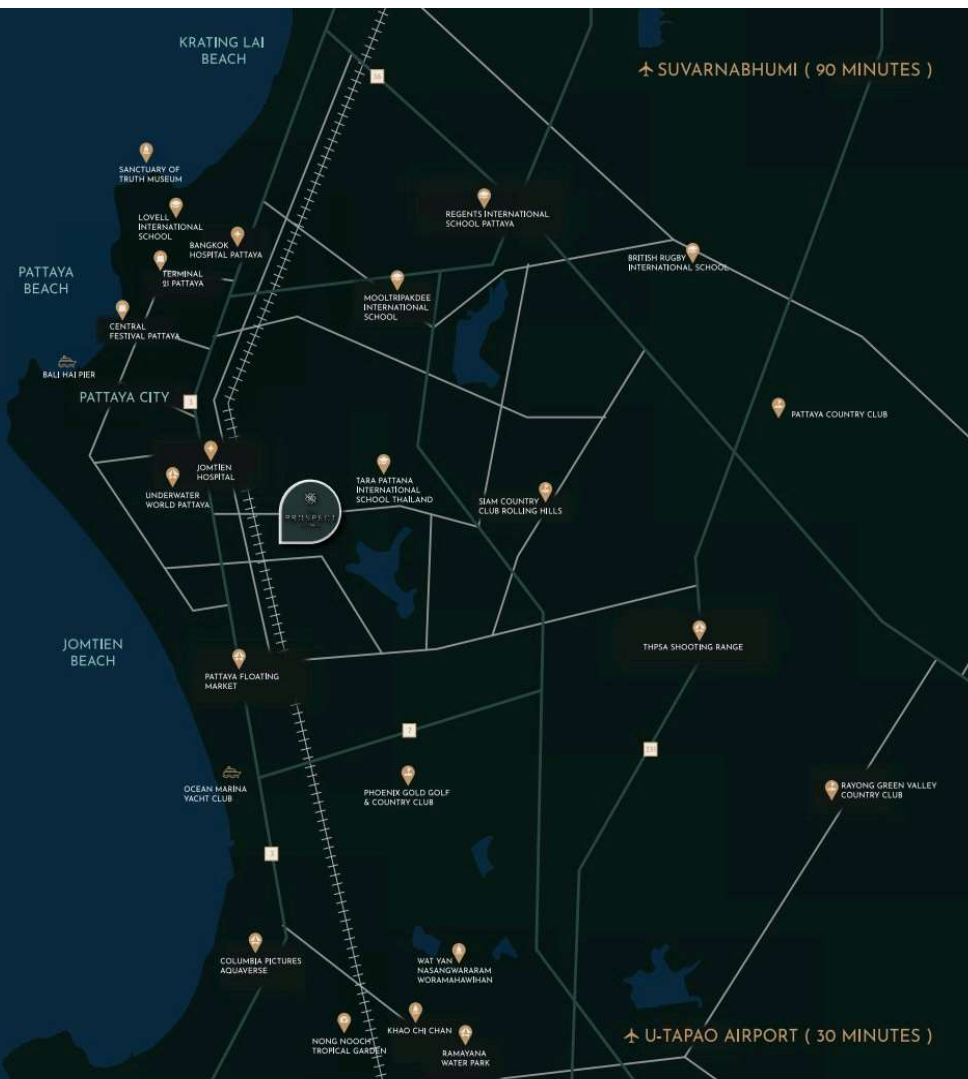 KRATING LAI
BEACH
SUVARNABHUMI ( 90 MINUTES )
36
SANCTUARY OF
TRUTH MUSEUM
LOVELL
INTERNATIONAL
SCHOOL
REGENTS INTERNATIONAL
SCHOOL PATTAYA
BANGKOK
HOSPITAL PATTAYA
BRITISH RUGBY
INTERNATIONAL SCHOOL
PATTAYA
BEACH
TERMINAL
21 PATTAYA
MOOLTRIPAKDEE
INTERNATIONAL
SCHOOL
CENTRAL
FESTIVAL PATTAYA
BALI HAI PIER
PATTAYA CITY
3
PATTAYA COUNTRY CLUB
JOMTIEN
HOSPITAL
UNDERWATER
WORLD PATTAYA
TARA PATTANA
INTERNATIONAL
SCHOOL THAILAND
SIAM COUNTRY
CLUB ROLLING HILLS
PROSPECT
JOMTIEN
BEACH
THPSA SHOOTING RANGE
PATTAYA FLOATING
MARKET
7
331
OCEAN MARINA
YACHT CLUB
PHOENIX GOLD GOLF
& COUNTRY CLUB
RAYONG GREEN VALLEY
COUNTRY CLUB
3
COLUMBIA PICTURES
AQUAVERSE
WAT YAN
NASANGWARARAM
WORAMAHAWIHAN
KHAO CHI CHAN
NONG NOOCH
TROPICAL GARDEN
RAMAYANA
WATER PARK
U-TAPAO AIRPORT ( 30 MINUTES )